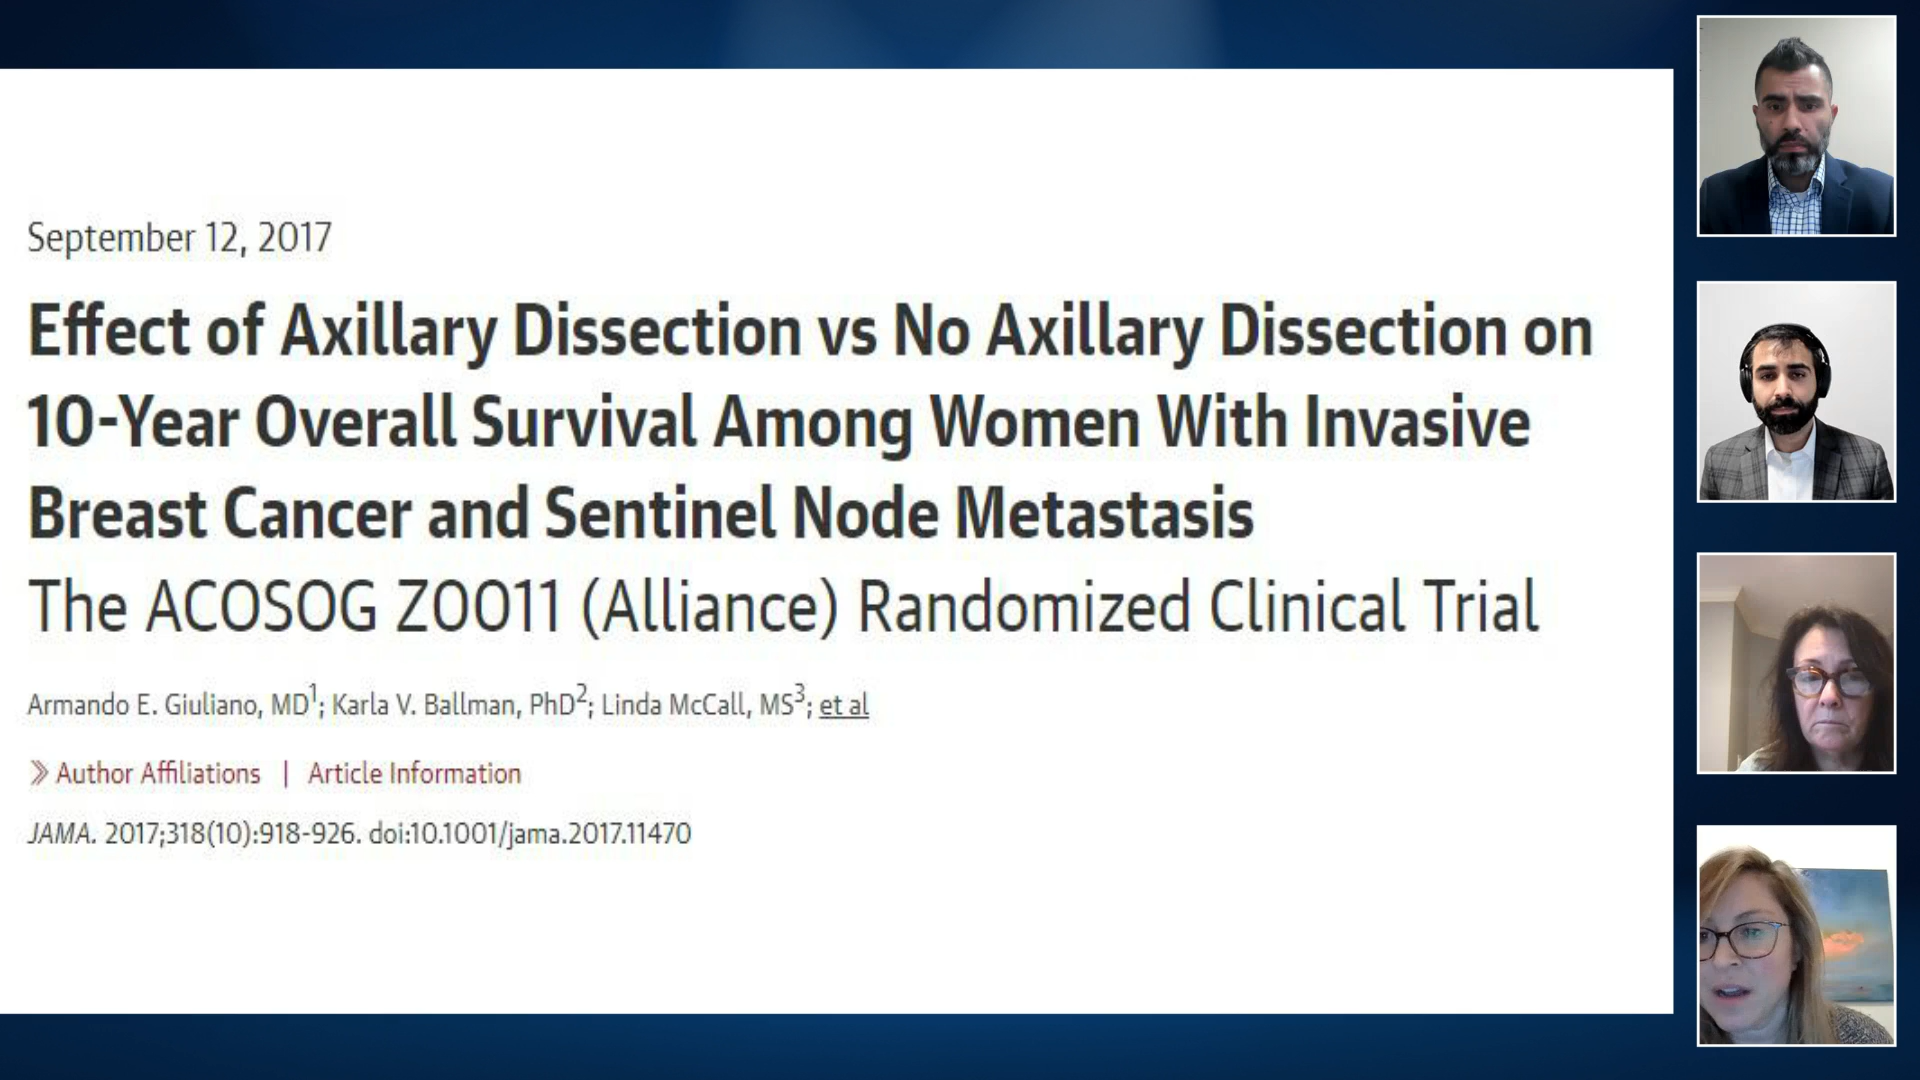 September 12, 2017
Effect of Axillary Dissection vs No Axillary Dissection on
10-Year Overall Survival Among Women With Invasive
Breast Cancer and Sentinel Node Metastasis
The ACOSOG Z0011 (Alliance) Randomized Clinical Trial
Armando E. Giuliano, MD1; Karla V. Ballman, PhD2; Linda McCall, MS3; et al
» Author Affiliations | Article Information
JAMA. 2017;318(10):918-926. doi:10.1001/jama.2017.11470